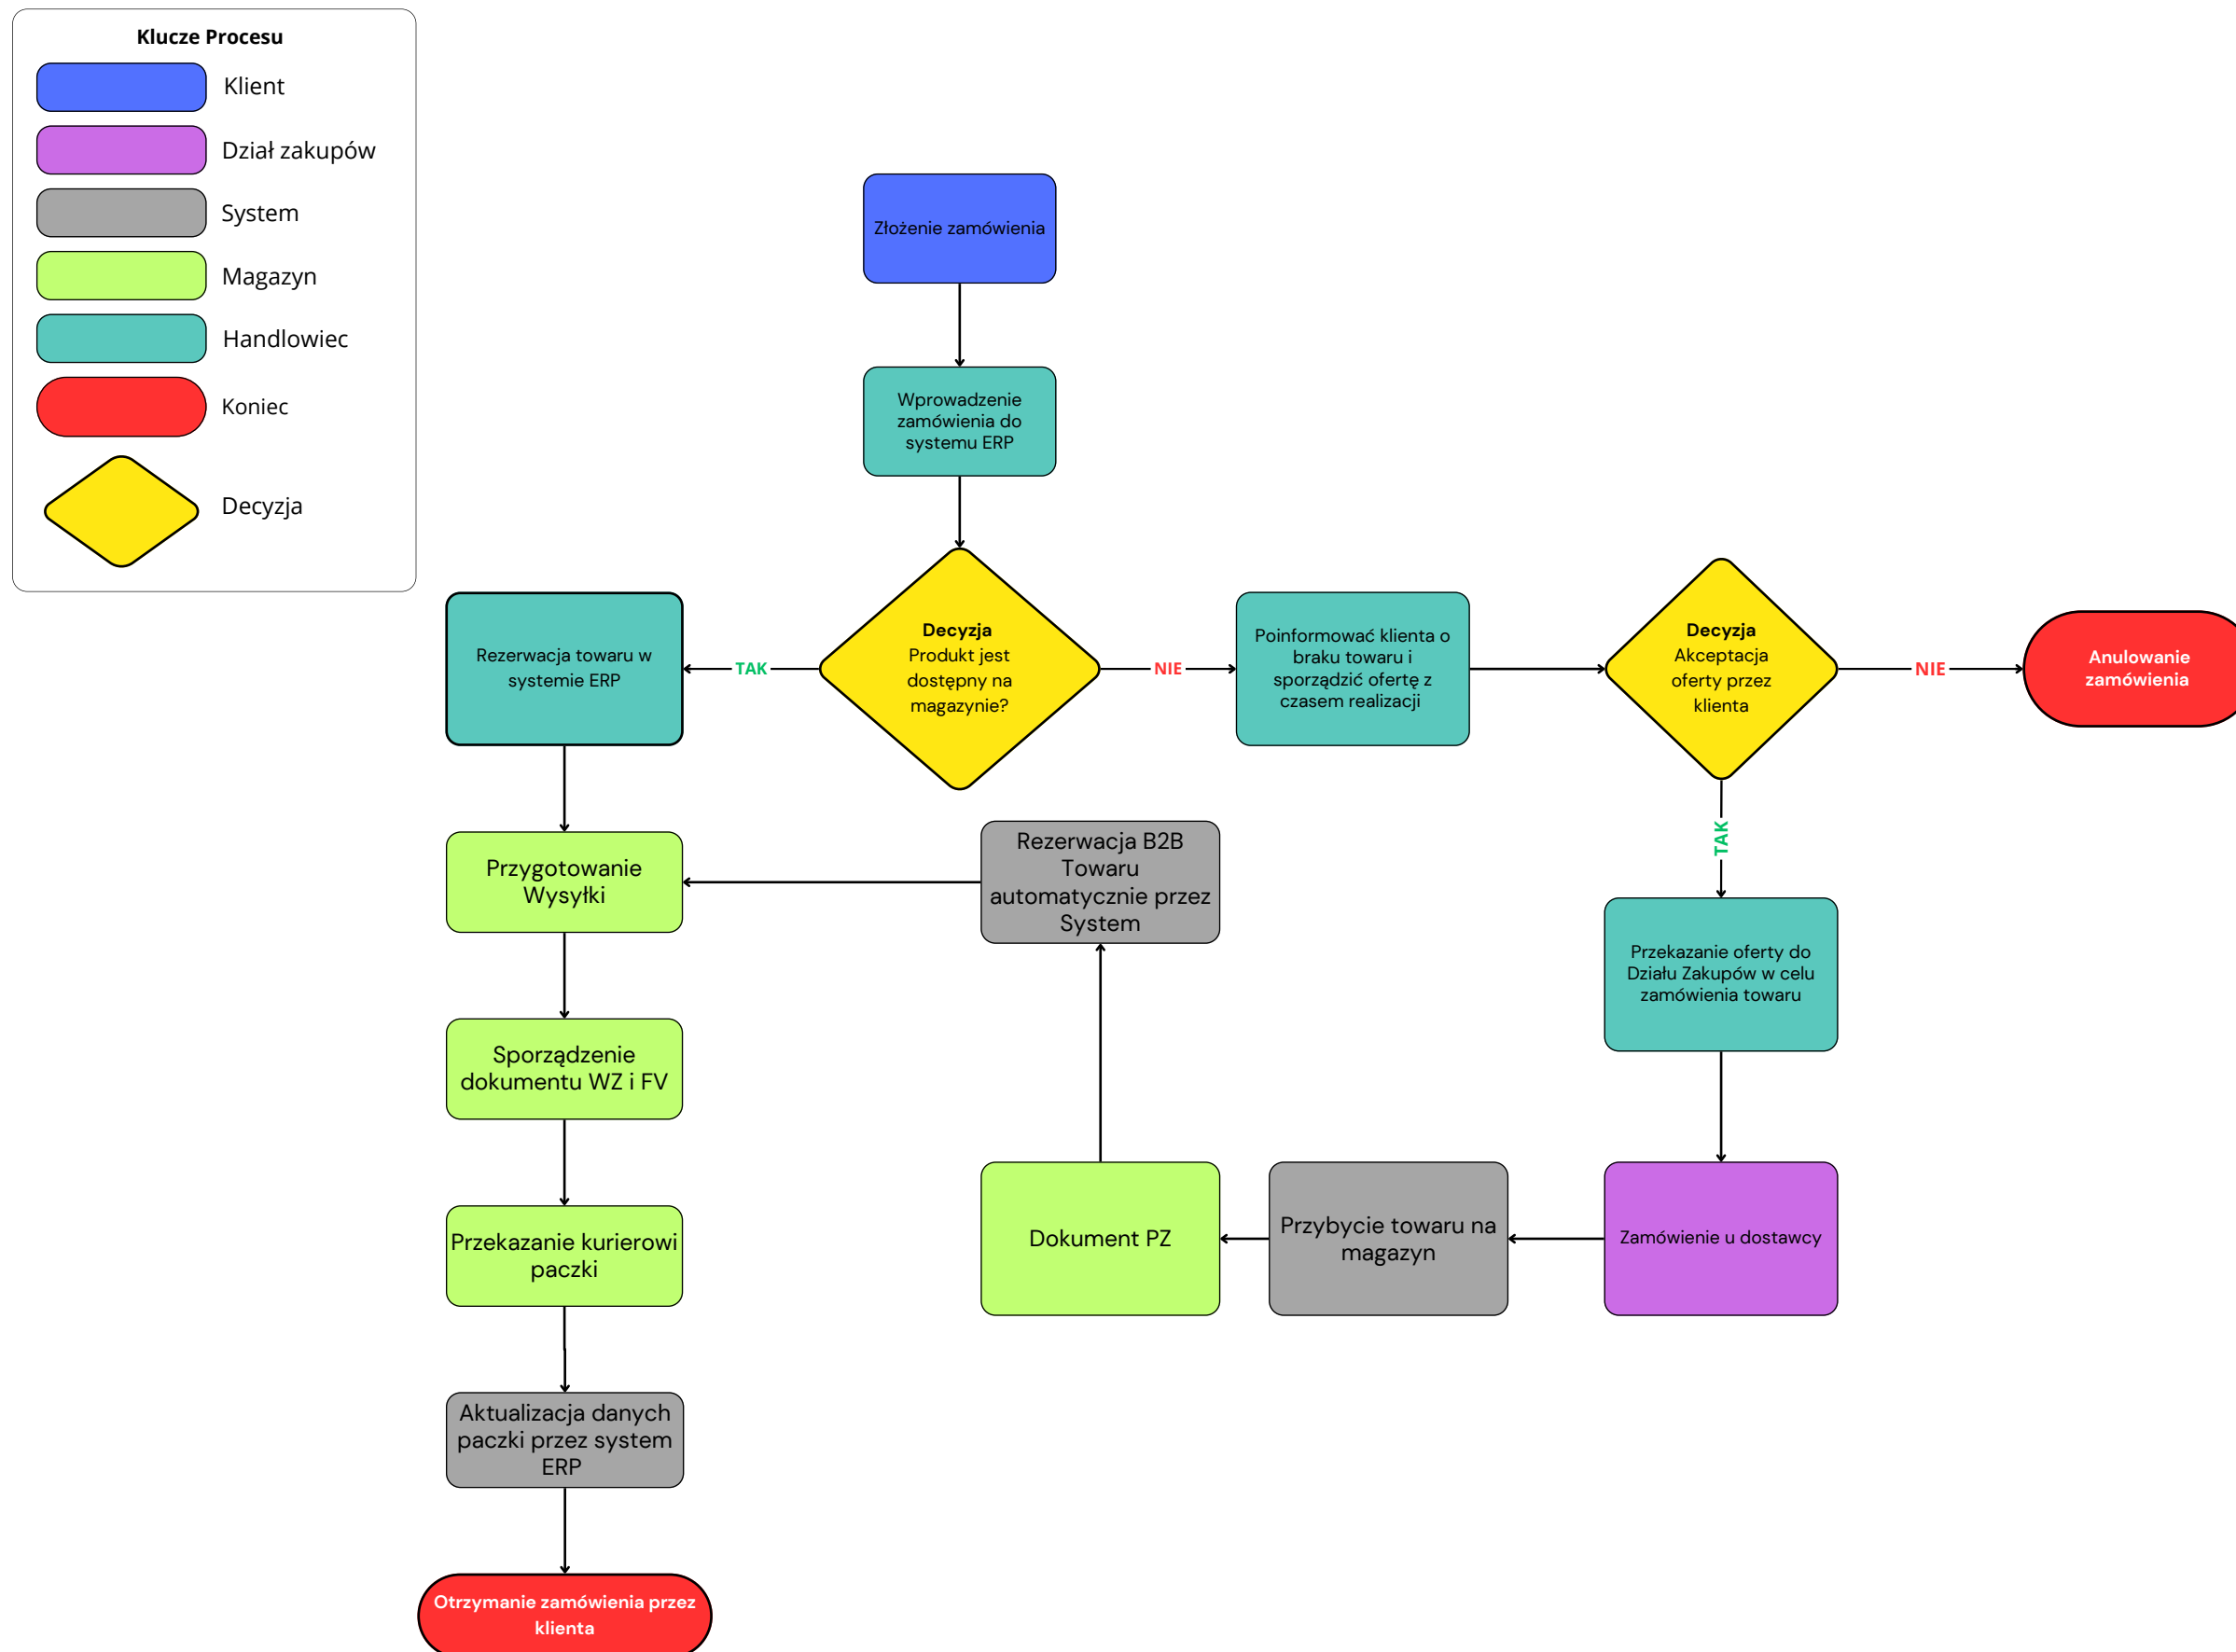 Klucze Procesu
Klient
Dział zakupów
System
Magazyn
Handlowiec
Koniec
Decyzja
Złożenie zamówienia
Wprowadzenie
zamówienia do
systemu ERP
Rezerwacja towaru w
systemie ERP
TAK
Decyzja
Produkt jest
dostępny na
magazynie?
NIE
Poinformować klienta o
braku towaru i
sporządzić ofertę z
czasem realizacji
Decyzja
Akceptacja
oferty przez
klienta
NIE
Anulowanie
zamówienia
TAK
Przygotowanie
Wysyłki
Rezerwacja B2B
Towaru
automatycznie przez
System
Przekazanie oferty do
Działu Zakupów w celu
zamówienia towaru
Sporządzenie
dokumentu WZ i FV
Przekazanie kurierowi
paczki
Dokument PZ
Przybycie towaru na
magazyn
Zamówienie u dostawcy
Aktualizacja danych
paczki przez system
ERP
Otrzymanie zamówienia przez
klienta